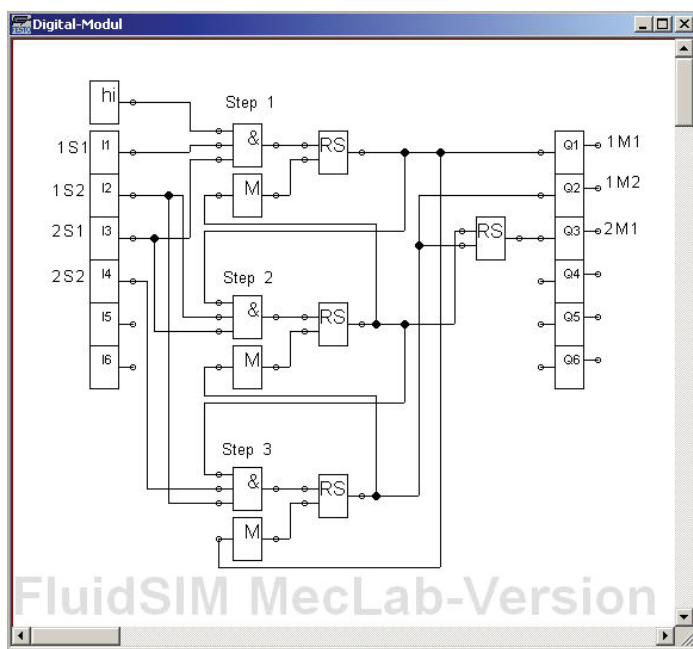 Digital-Modul
hi
Step 1
1S1 I1 & RS Q1 1M1
1S2 I2 M Q2 1M2
2S1 I3 RS Q3 2M1
2S2 I4 Step 2 Q4
I5 & RS Q5
I6 M Q6
Step 3
& RS
M
FluidSIM MecLab-Version